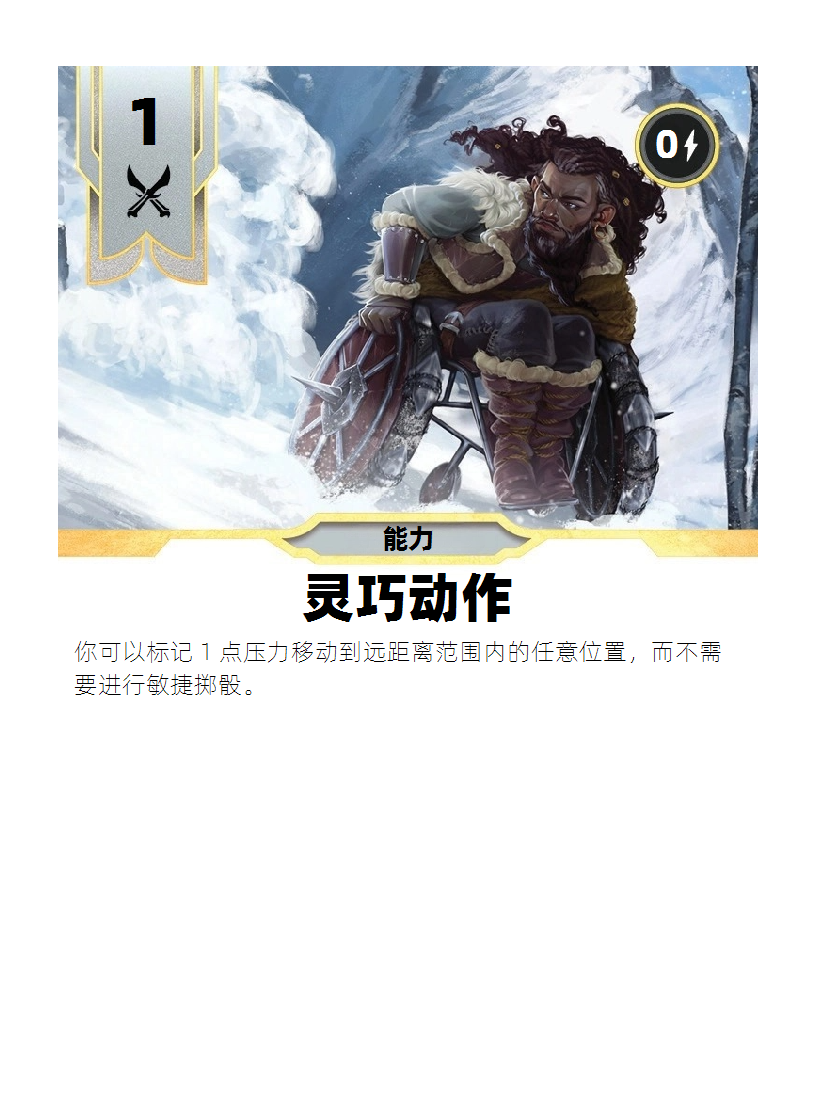 1
0
能力
灵巧动作
你可以标记 1 点压力移动到远距离范围内的任意位置，而不需
要进行敏捷掷骰。